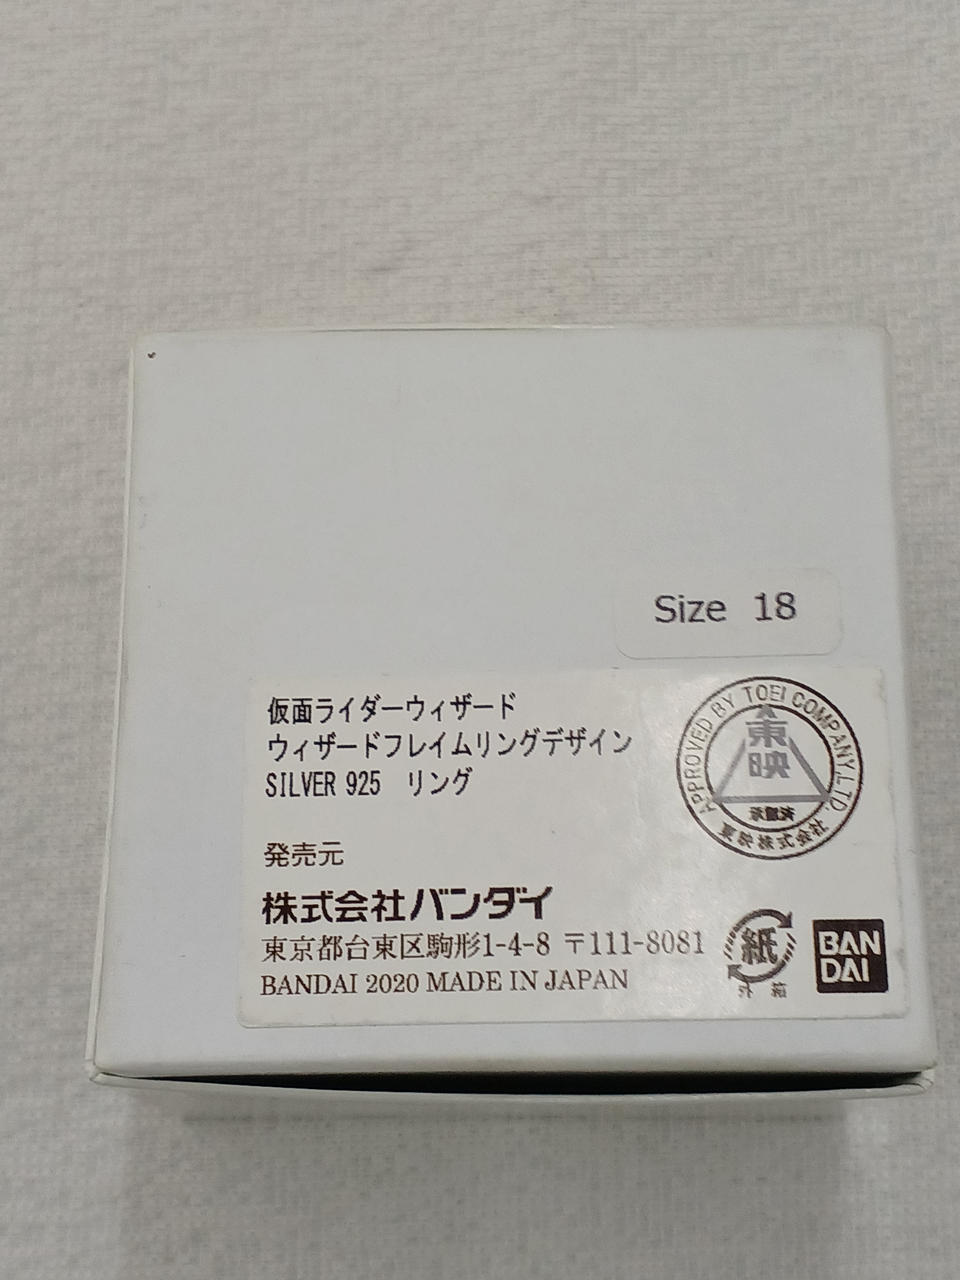 Size 18
仮面ライダーウィザード
ウィザードフレイムリングデザイン
SILVER 925 リング
APPROVED BY TOEI COMPANY,LTD.
東映
発売元
株式会社バンダイ
東京都台東区駒形1-4-8 〒111-8081
BANDAI 2020 MADE IN JAPAN
紙
外箱
BAN
DAI